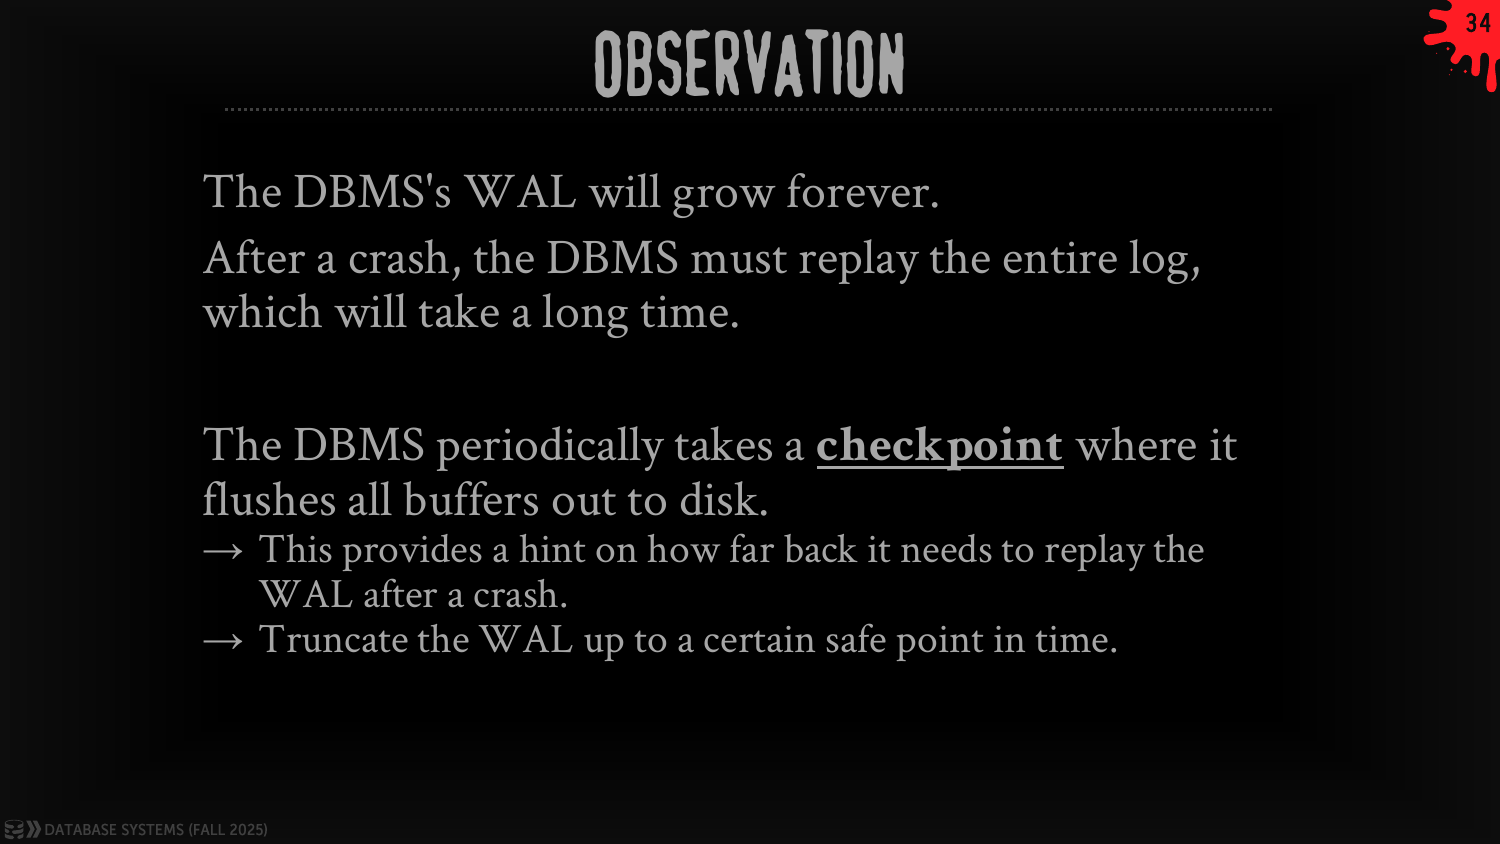 34
OBSERVATION
The DBMS's WAL will grow forever.
After a crash, the DBMS must replay the entire log,
which will take a long time.
The DBMS periodically takes a checkpoint where it
flushes all buffers out to disk.
→ This provides a hint on how far back it needs to replay the
WAL after a crash.
→ Truncate the WAL up to a certain safe point in time.
DATABASE SYSTEMS (FALL 2025)